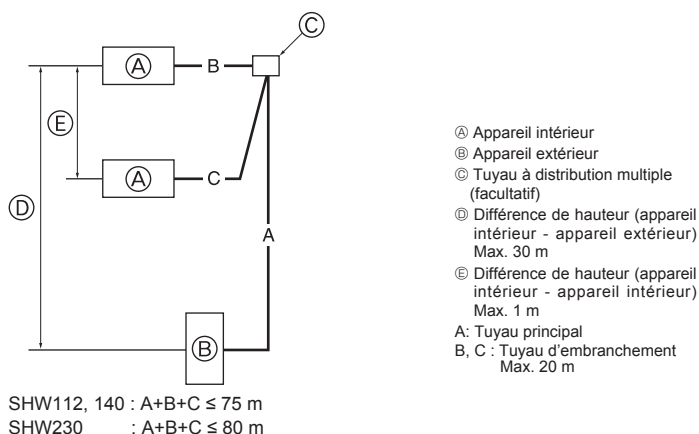 Ⓒ
Ⓐ B
Ⓔ
Ⓐ C
Ⓓ
A
Ⓑ
SHW112, 140 : A+B+C ≤ 75 m
SHW230 : A+B+C ≤ 80 m
Ⓐ Appareil intérieur
Ⓑ Appareil extérieur
Ⓒ Tuyau à distribution multiple
(facultatif)
Ⓓ Différence de hauteur (appareil
intérieur - appareil extérieur)
Max. 30 m
Ⓔ Différence de hauteur (appareil
intérieur - appareil intérieur)
Max. 1 m
A: Tuyau principal
B, C : Tuyau d’embranchement
Max. 20 m